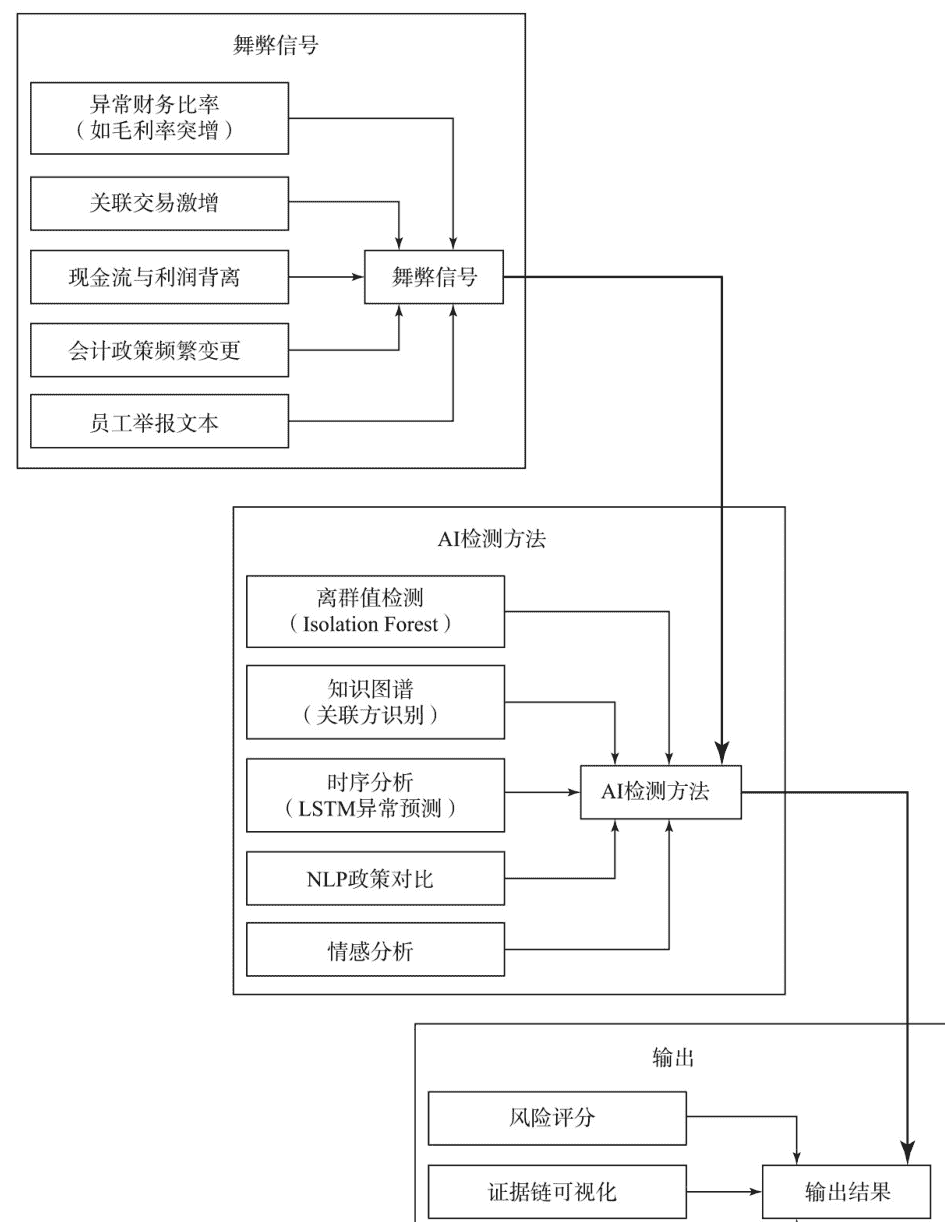 舞弊信号
异常财务比率
（如毛利率突增）
关联交易激增
现金流与利润背离
舞弊信号
会计政策频繁变更
员工举报文本
AI检测方法
离群值检测
（Isolation Forest）
知识图谱
（关联方识别）
时序分析
（LSTM异常预测）
AI检测方法
NLP政策对比
情感分析
输出
风险评分
证据链可视化
输出结果